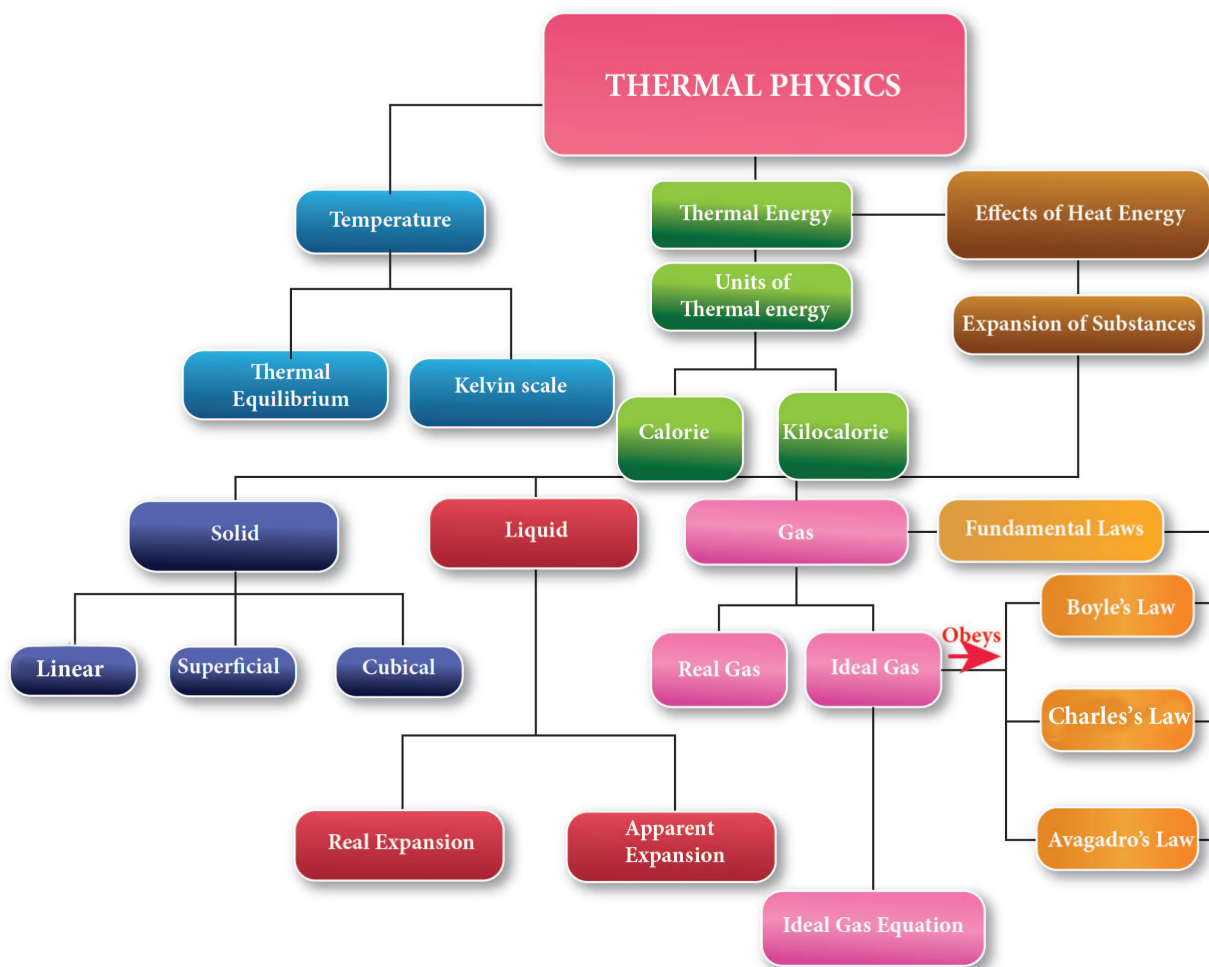 THERMAL PHYSICS
Temperature
Thermal Energy
Effects of Heat Energy
Units of
Thermal energy
Expansion of Substances
Thermal
Equilibrium
Kelvin scale
Calorie
Kilocalorie
Solid
Liquid
Gas
Fundamental Laws
Linear
Superficial
Cubical
Real Gas
Ideal Gas
Obeys
Boyle's Law
Charles's Law
Real Expansion
Apparent
Expansion
Avagadro's Law
Ideal Gas Equation